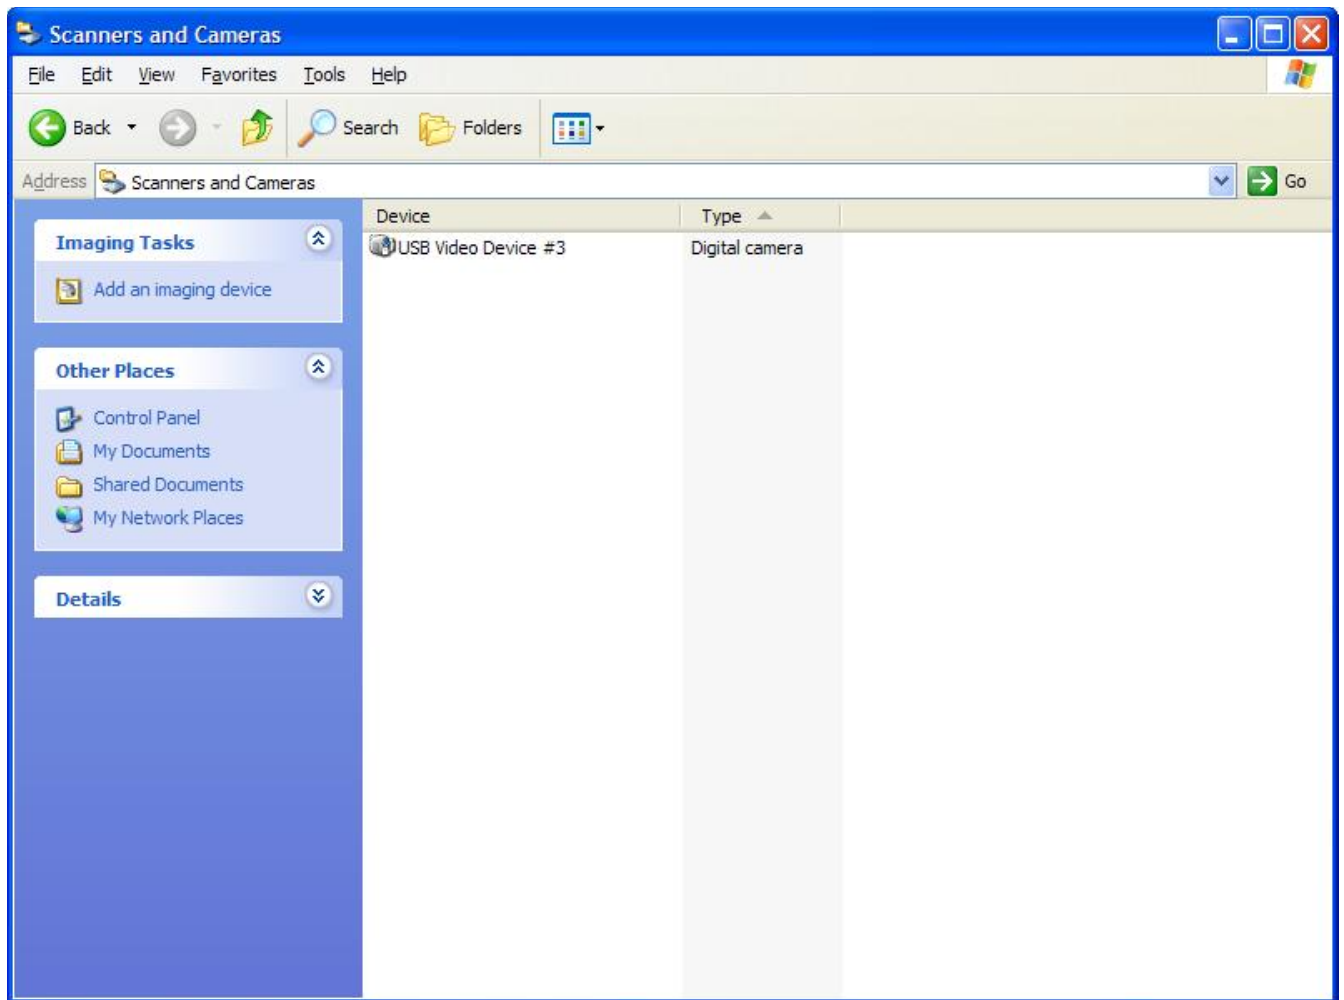 Scanners and Cameras
File Edit View Favorites Tools Help
Back Search Folders
Address Scanners and Cameras Go
Device Type
USB Video Device #3 Digital camera
Imaging Tasks
Add an imaging device
Other Places
Control Panel
My Documents
Shared Documents
My Network Places
Details